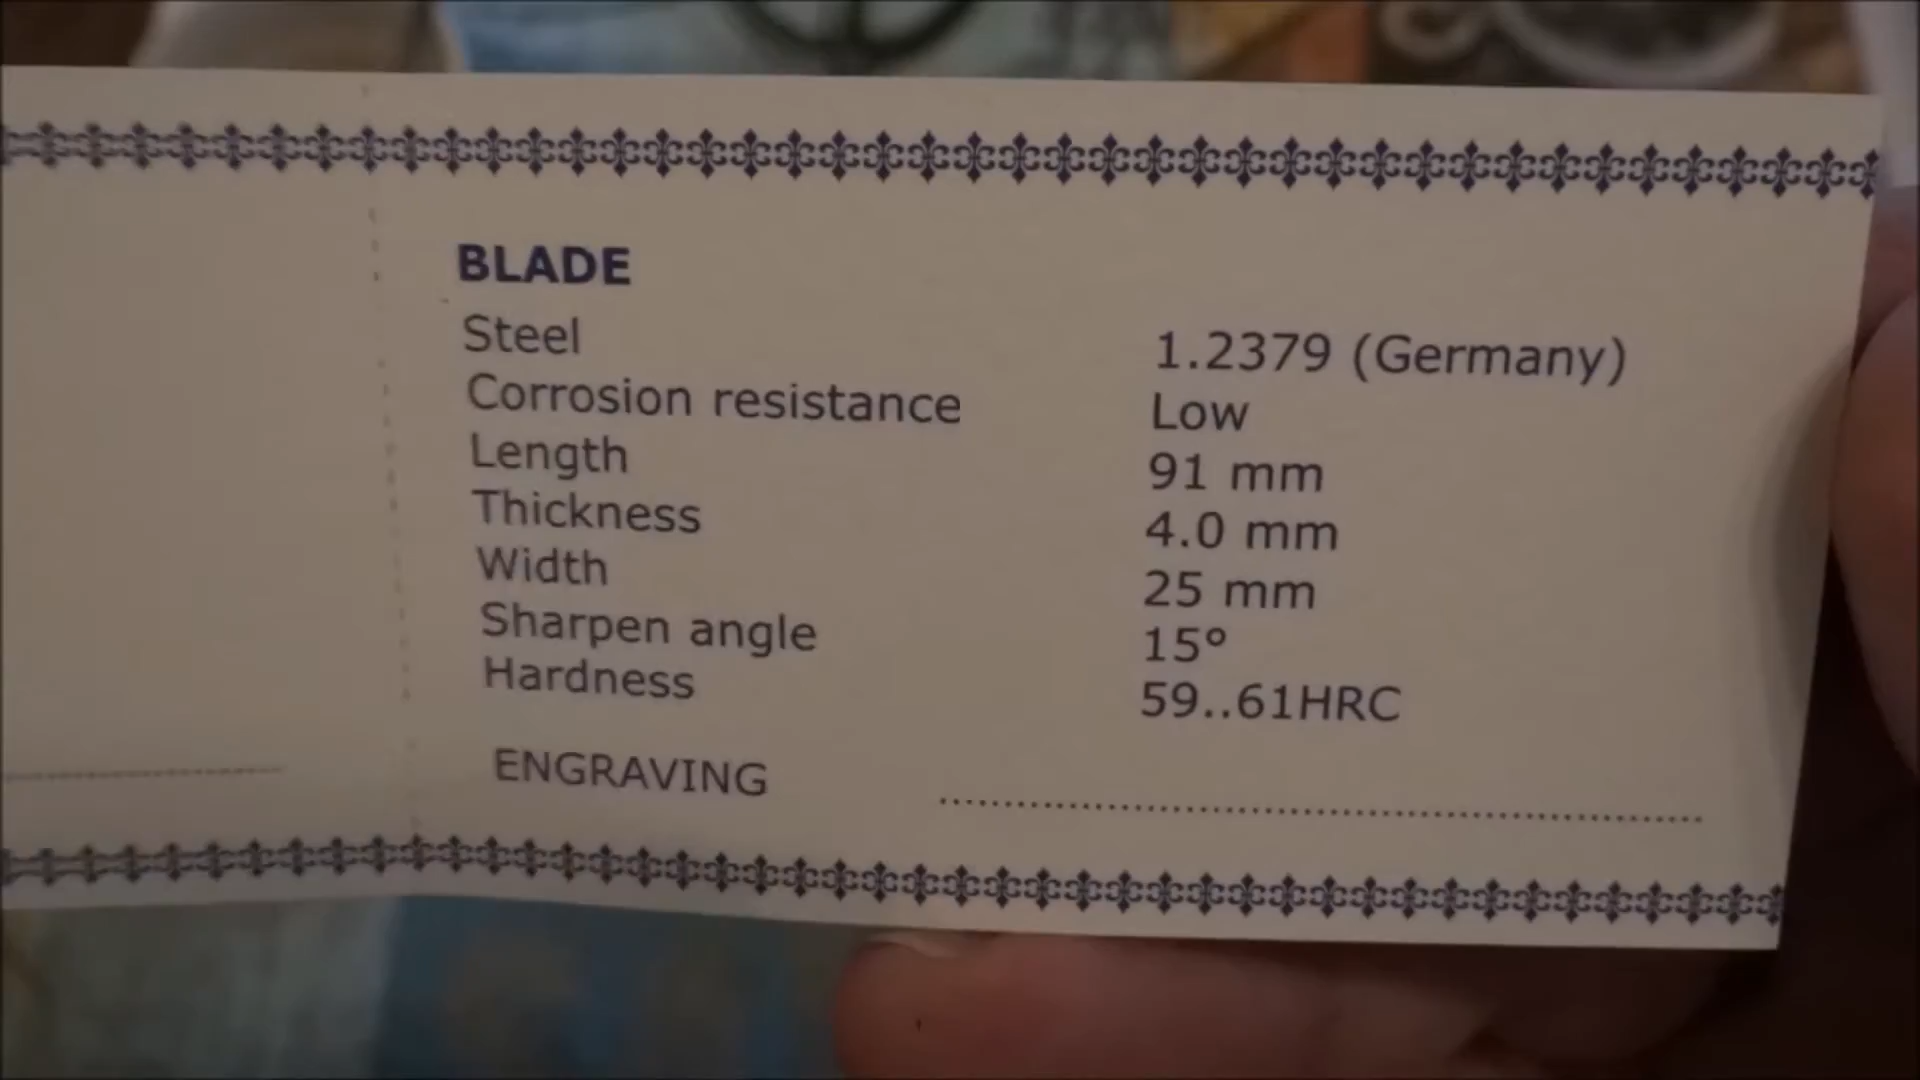 BLADE
Steel 1.2379 (Germany)
Corrosion resistance Low
Length 91 mm
Thickness 4.0 mm
Width 25 mm
Sharpen angle 15°
Hardness 59..61HRC
ENGRAVING